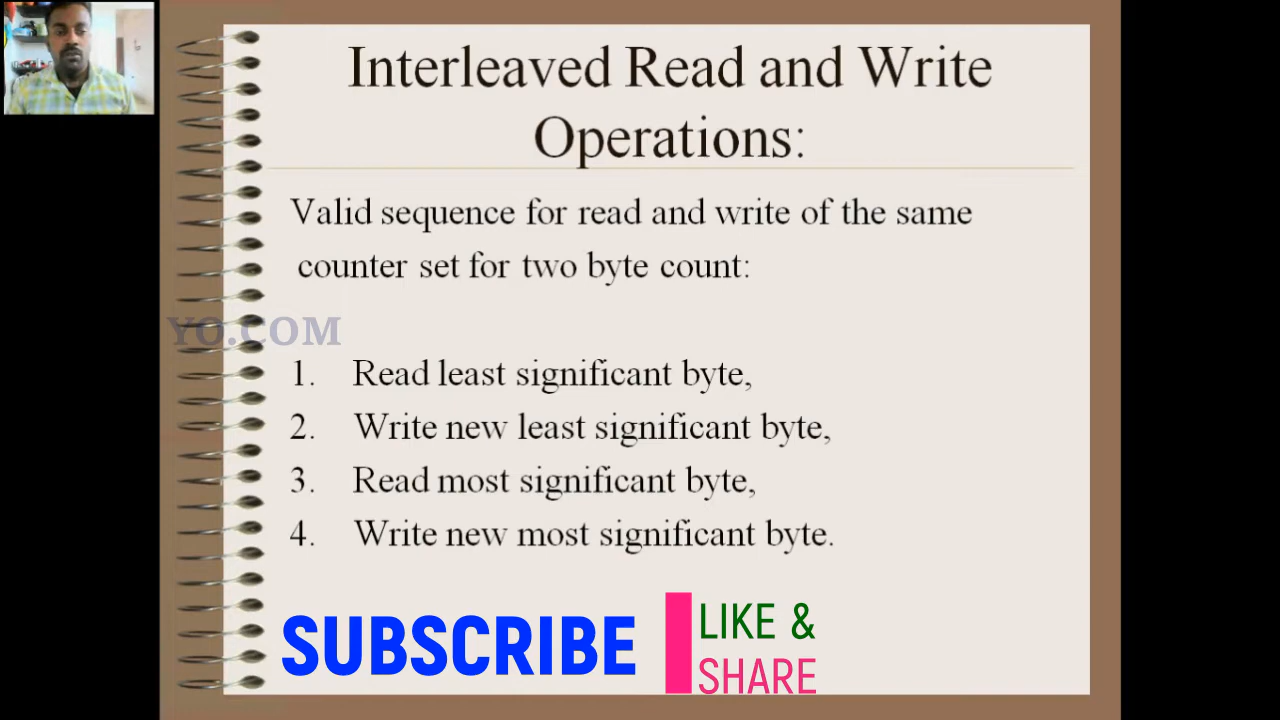 Interleaved Read and Write
Operations:
Valid sequence for read and write of the same
counter set for two byte count:
YO.COM
1. Read least significant byte,
2. Write new least significant byte,
3. Read most significant byte,
4. Write new most significant byte.
SUBSCRIBE
LIKE &
SHARE